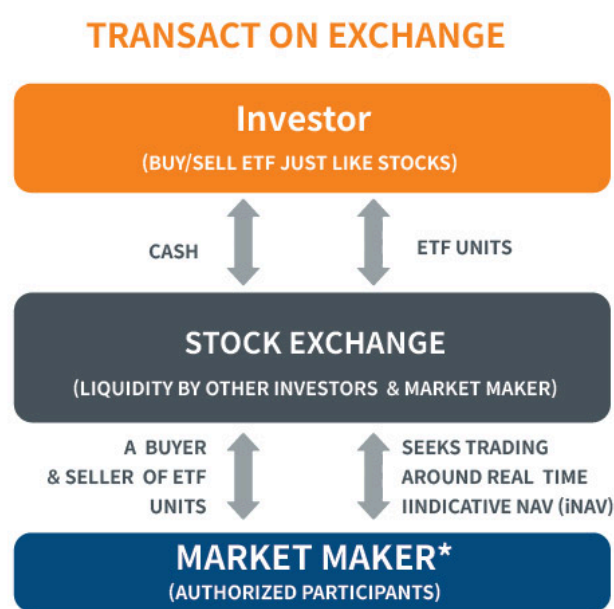 TRANSACT ON EXCHANGE
Investor
(BUY/SELL ETF JUST LIKE STOCKS)
CASH
ETF UNITS
STOCK EXCHANGE
(LIQUIDITY BY OTHER INVESTORS & MARKET MAKER)
A BUYER
& SELLER OF ETF
UNITS
SEEKS TRADING
AROUND REAL TIME
IINDICATIVE NAV (iNAV)
MARKET MAKER*
(AUTHORIZED PARTICIPANTS)